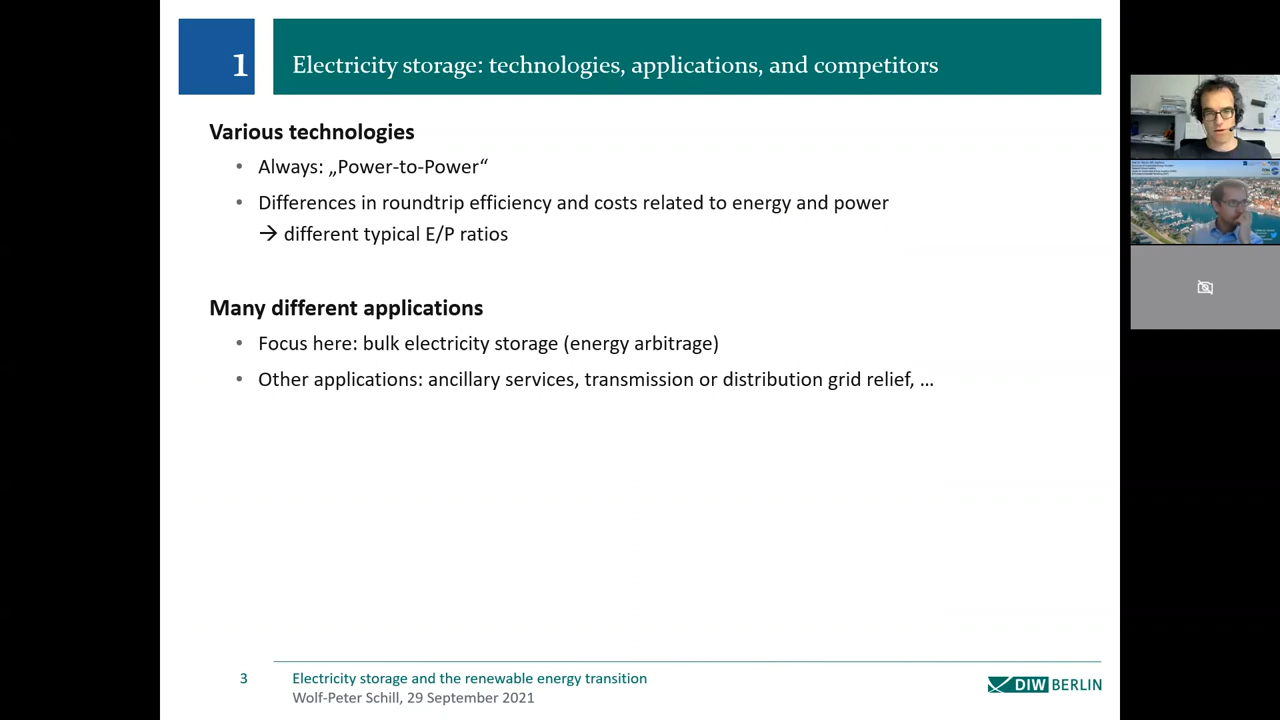 1
Electricity storage: technologies, applications, and competitors
Various technologies
• Always: „Power-to-Power“
• Differences in roundtrip efficiency and costs related to energy and power
→ different typical E/P ratios
Many different applications
• Focus here: bulk electricity storage (energy arbitrage)
• Other applications: ancillary services, transmission or distribution grid relief, ...
3
Electricity storage and the renewable energy transition
Wolf-Peter Schill, 29 September 2021
DIW BERLIN